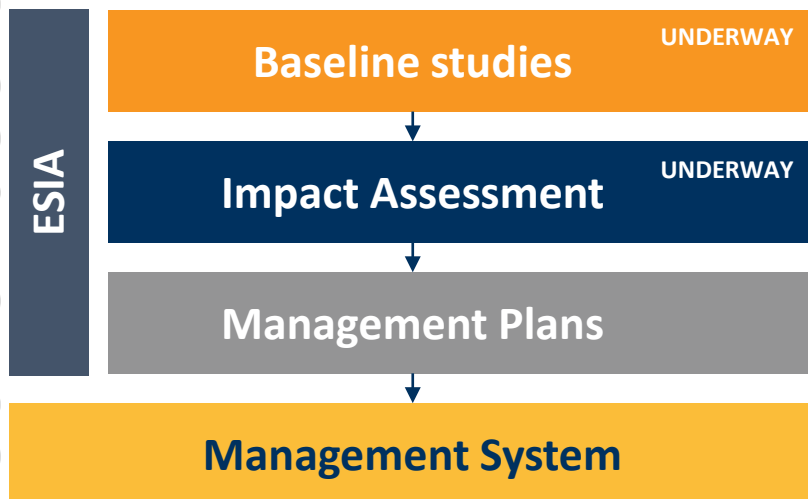 ESIA
UNDERWAY
Baseline studies
UNDERWAY
Impact Assessment
Management Plans
Management System